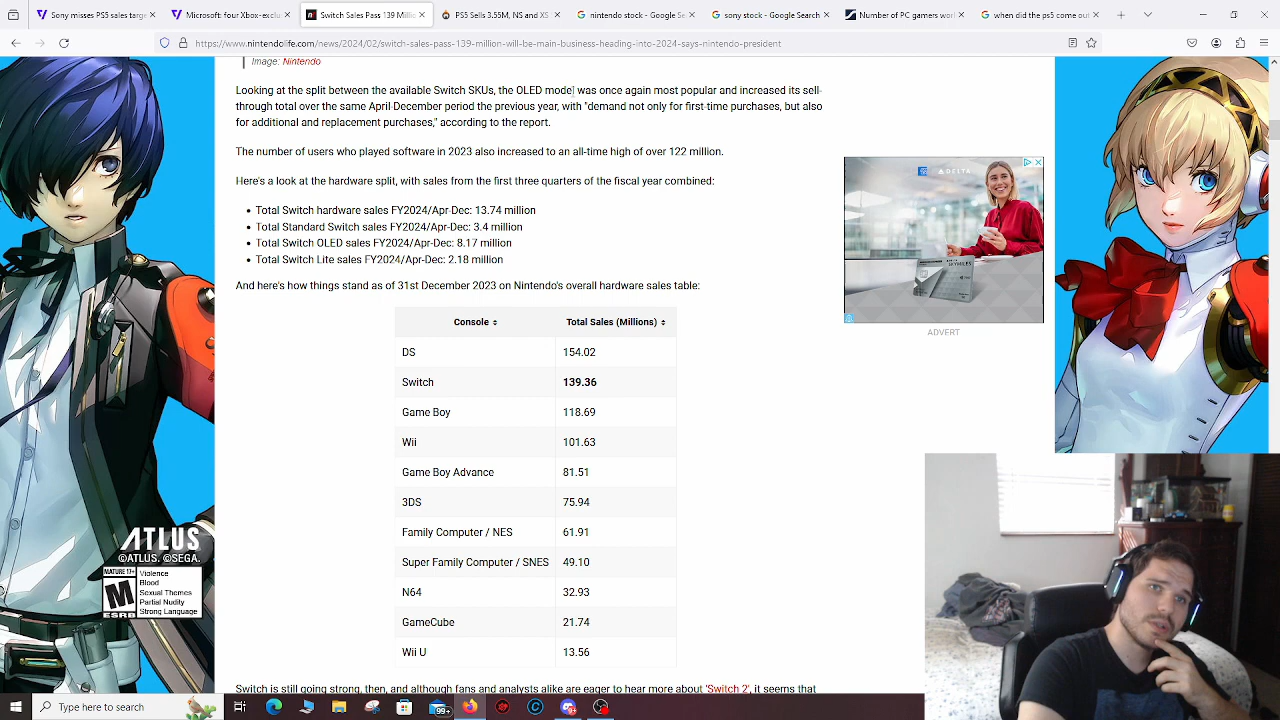 Sony misses PS5 sales target
Microsoft to put Xbox-exclu
Switch Sales Pass 139 Millio
PS5 Sells 3.55M, NS and XS
nintendo stock - Google Se
sony stock - Google Search
Number of PC gamers worl
when did the ps5 come out
https://www.nintendolife.com/news/2024/02/switch-sales-pass-139-million-will-be-main-business-heading-into-2024-says-nintendo-president
Image: Nintendo
Looking at the split between the available Switch SKUs, the OLED model was once again most popular and increased its sell-
through total over the same April-December period the previous year, with "demand not only for first time purchases, but also
for additional and replacement purchases," according to the report.
The number of users who played software in 2023 also increased to an all-time high of over 122 million.
Here's a look at the hardware split, with the sum from the first three quarters of the fiscal year combined:
• Total Switch hardware sales FY2024/Apr-Dec: 13.74 million
• Total Standard Switch sales FY2024/Apr-Dec: million
• Total Switch OLED sales FY2024/Apr-Dec: 8.17 million
• Total Switch Lite sales FY2024/Apr-Dec: 2.18 million
And here's how things stand as of 31st December 2023 on Nintendo's overall hardware sales table:
Console Total Sales (Millions)
DS 154.02
Switch 139.36
Game Boy 118.69
Wii 101.63
Game Boy Advance 81.51
3DS 75.94
Family Computer / NES 61.91
Super Family Computer / SNES 49.10
N64 32.93
GameCube 21.74
Wii U 13.56
Switch is still going strong, then, and although fans and analysts alike are eager to hear more about 'Switch 2', it seems that
DELTA
ADVERT
ATLUS
©ATLUS. ©SEGA.
MATURE 17+
M
ESRB
Violence
Blood
Sexual Themes
Partial Nudity
Strong Language
Type here to search